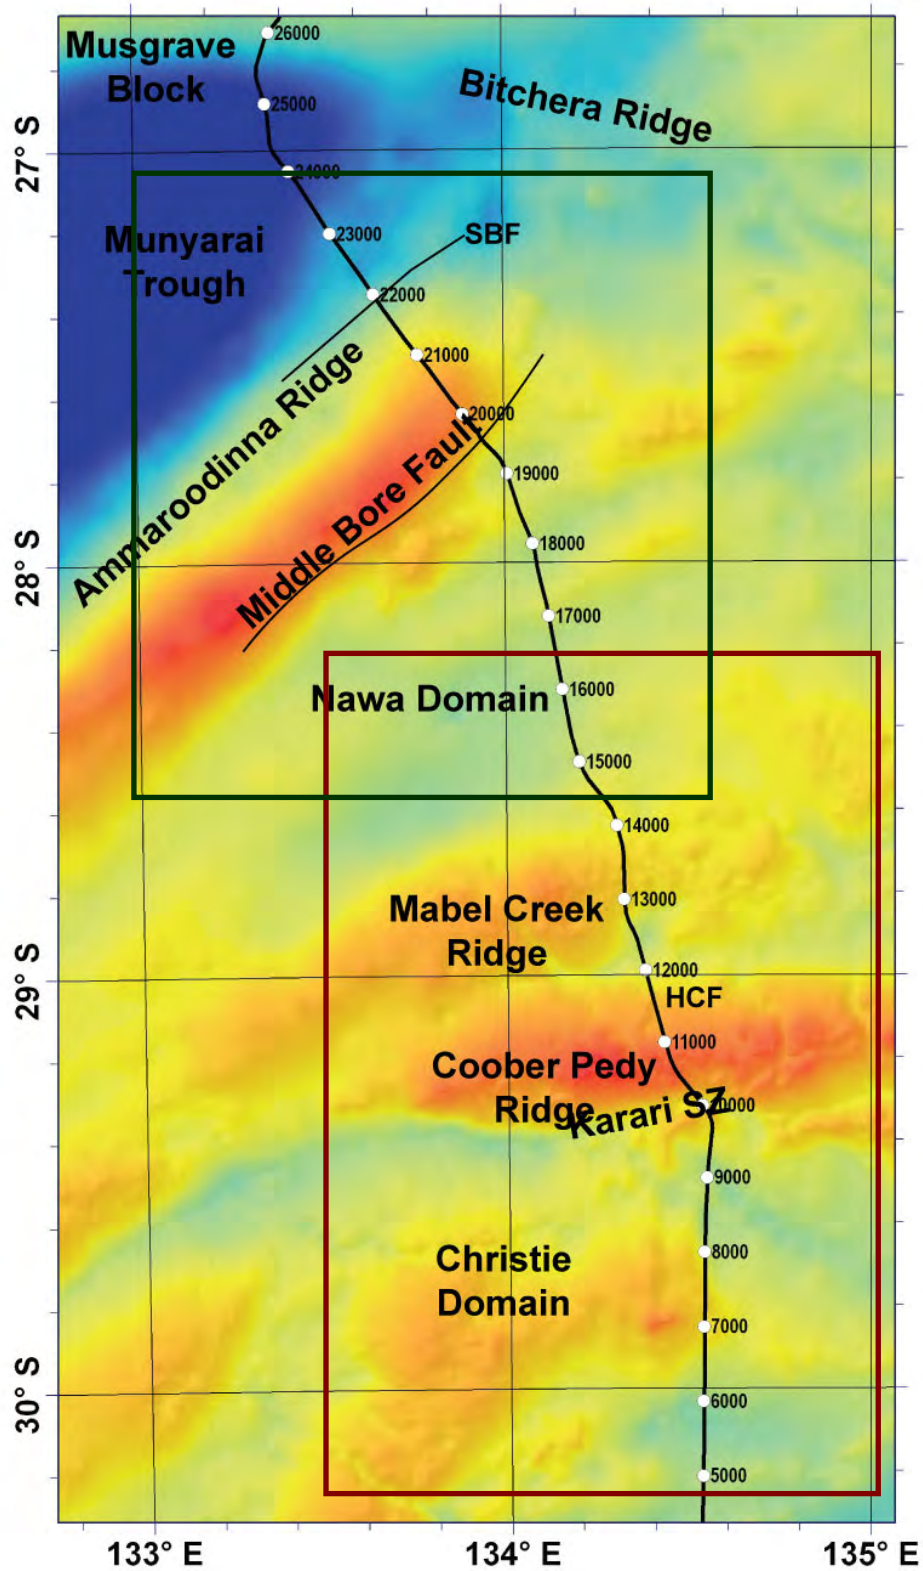 26000
Musgrave
Block
25000
Bitchera Ridge
27° S
24000
Munyarai
Trough
23000
SBF
22000
21000
Ammaroodinna Ridge
20000
Middle Bore Fault
19000
18000
28° S
17000
16000
Nawa Domain
15000
14000
13000
Mabel Creek
Ridge
12000
29° S
HCF
11000
Coober Pedy
Ridge
10000
Karari SZ
9000
8000
Christie
Domain
7000
6000
30° S
5000
133° E
134° E
135° E